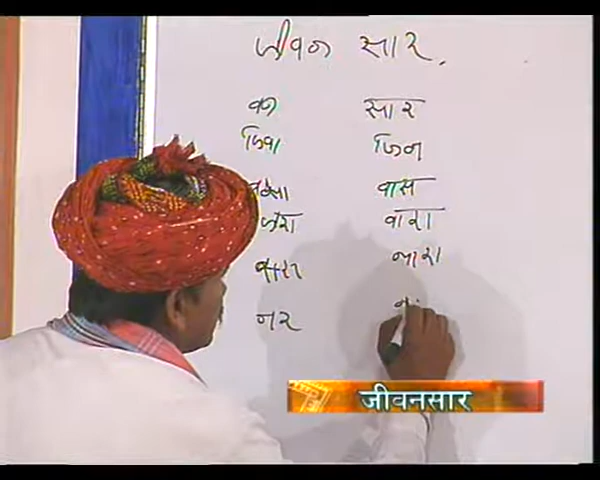 जीवन सार.
वन सार
जिवा जिन
वास
जरा वारा
नारा
नर
जीवनसार